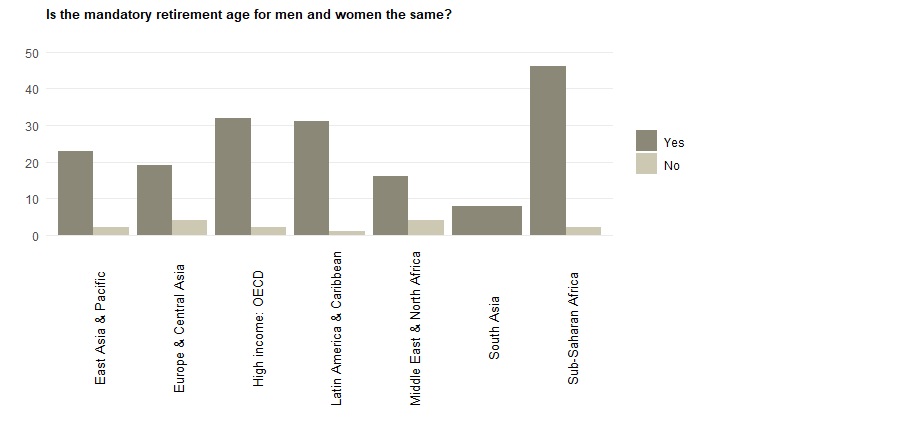 Is the mandatory retirement age for men and women the same?
50
40
30
20
10
0
Yes
No
East Asia & Pacific
Europe & Central Asia
High income: OECD
Latin America & Caribbean
Middle East & North Africa
South Asia
Sub-Saharan Africa